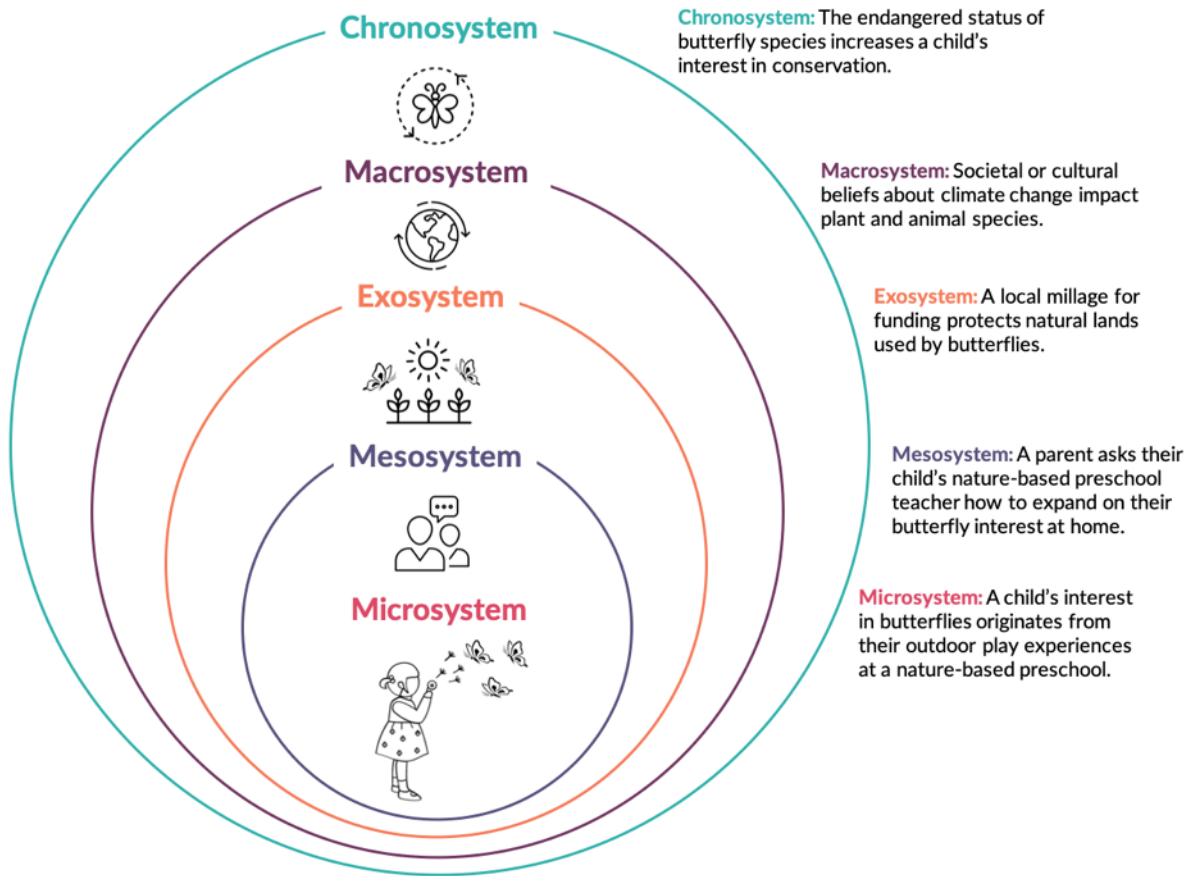 Chronosystem
Macrosystem
Exosystem
Mesosystem
Microsystem
Chronosystem: The endangered status of
butterfly species increases a child's
interest in conservation.
Macrosystem: Societal or cultural
beliefs about climate change impact
plant and animal species.
Exosystem: A local millage for
funding protects natural lands
used by butterflies.
Mesosystem: A parent asks their
child's nature-based preschool
teacher how to expand on their
butterfly interest at home.
Microsystem: A child's interest
in butterflies originates from
their outdoor play experiences
at a nature-based preschool.